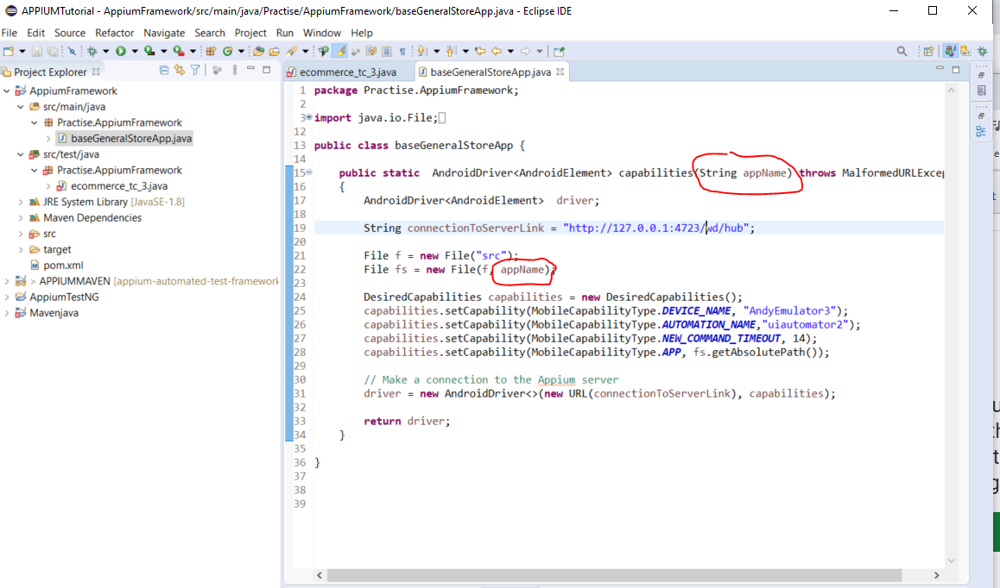 APPIUMTutorial - AppiumFramework/src/main/java/Practise/AppiumFramework/baseGeneralStoreApp.java - Eclipse IDE
File Edit Source Refactor Navigate Search Project Run Window Help
Project Explorer
AppiumFramework
src/main/java
Practise.AppiumFramework
baseGeneralStoreApp.java
src/test/java
Practise.AppiumFramework
ecommerce_tc_3.java
JRE System Library [JavaSE-1.8]
Maven Dependencies
src
target
pom.xml
> APPIUMMAVEN [appium-automated-test-framework
AppiumTestNG
Mavenjava
ecommerce_tc_3.java baseGeneralStoreApp.java
1 package Practise.AppiumFramework;
2
3 import java.io.File;
12
13 public class baseGeneralStoreApp {
14
15 public static AndroidDriver<AndroidElement> capabilities(String appName) throws MalformedURLExcep
16 {
17 AndroidDriver<AndroidElement> driver;
18
19 String connectionToServerLink = "http://127.0.0.1:4723/wd/hub";
20
21 File f = new File("src");
22 File fs = new File(f, appName);
23
24 DesiredCapabilities capabilities = new DesiredCapabilities();
25 capabilities.setCapability(MobileCapabilityType.DEVICE_NAME, "AndyEmulator3");
26 capabilities.setCapability(MobileCapabilityType.AUTOMATION_NAME,"uiautomator2");
27 capabilities.setCapability(MobileCapabilityType.NEW_COMMAND_TIMEOUT, 14);
28 capabilities.setCapability(MobileCapabilityType.APP, fs.getAbsolutePath());
29
30 // Make a connection to the Appium server
31 driver = new AndroidDriver<>(new URL(connectionToServerLink), capabilities);
32
33 return driver;
34 }
35
36 }
37
38
39